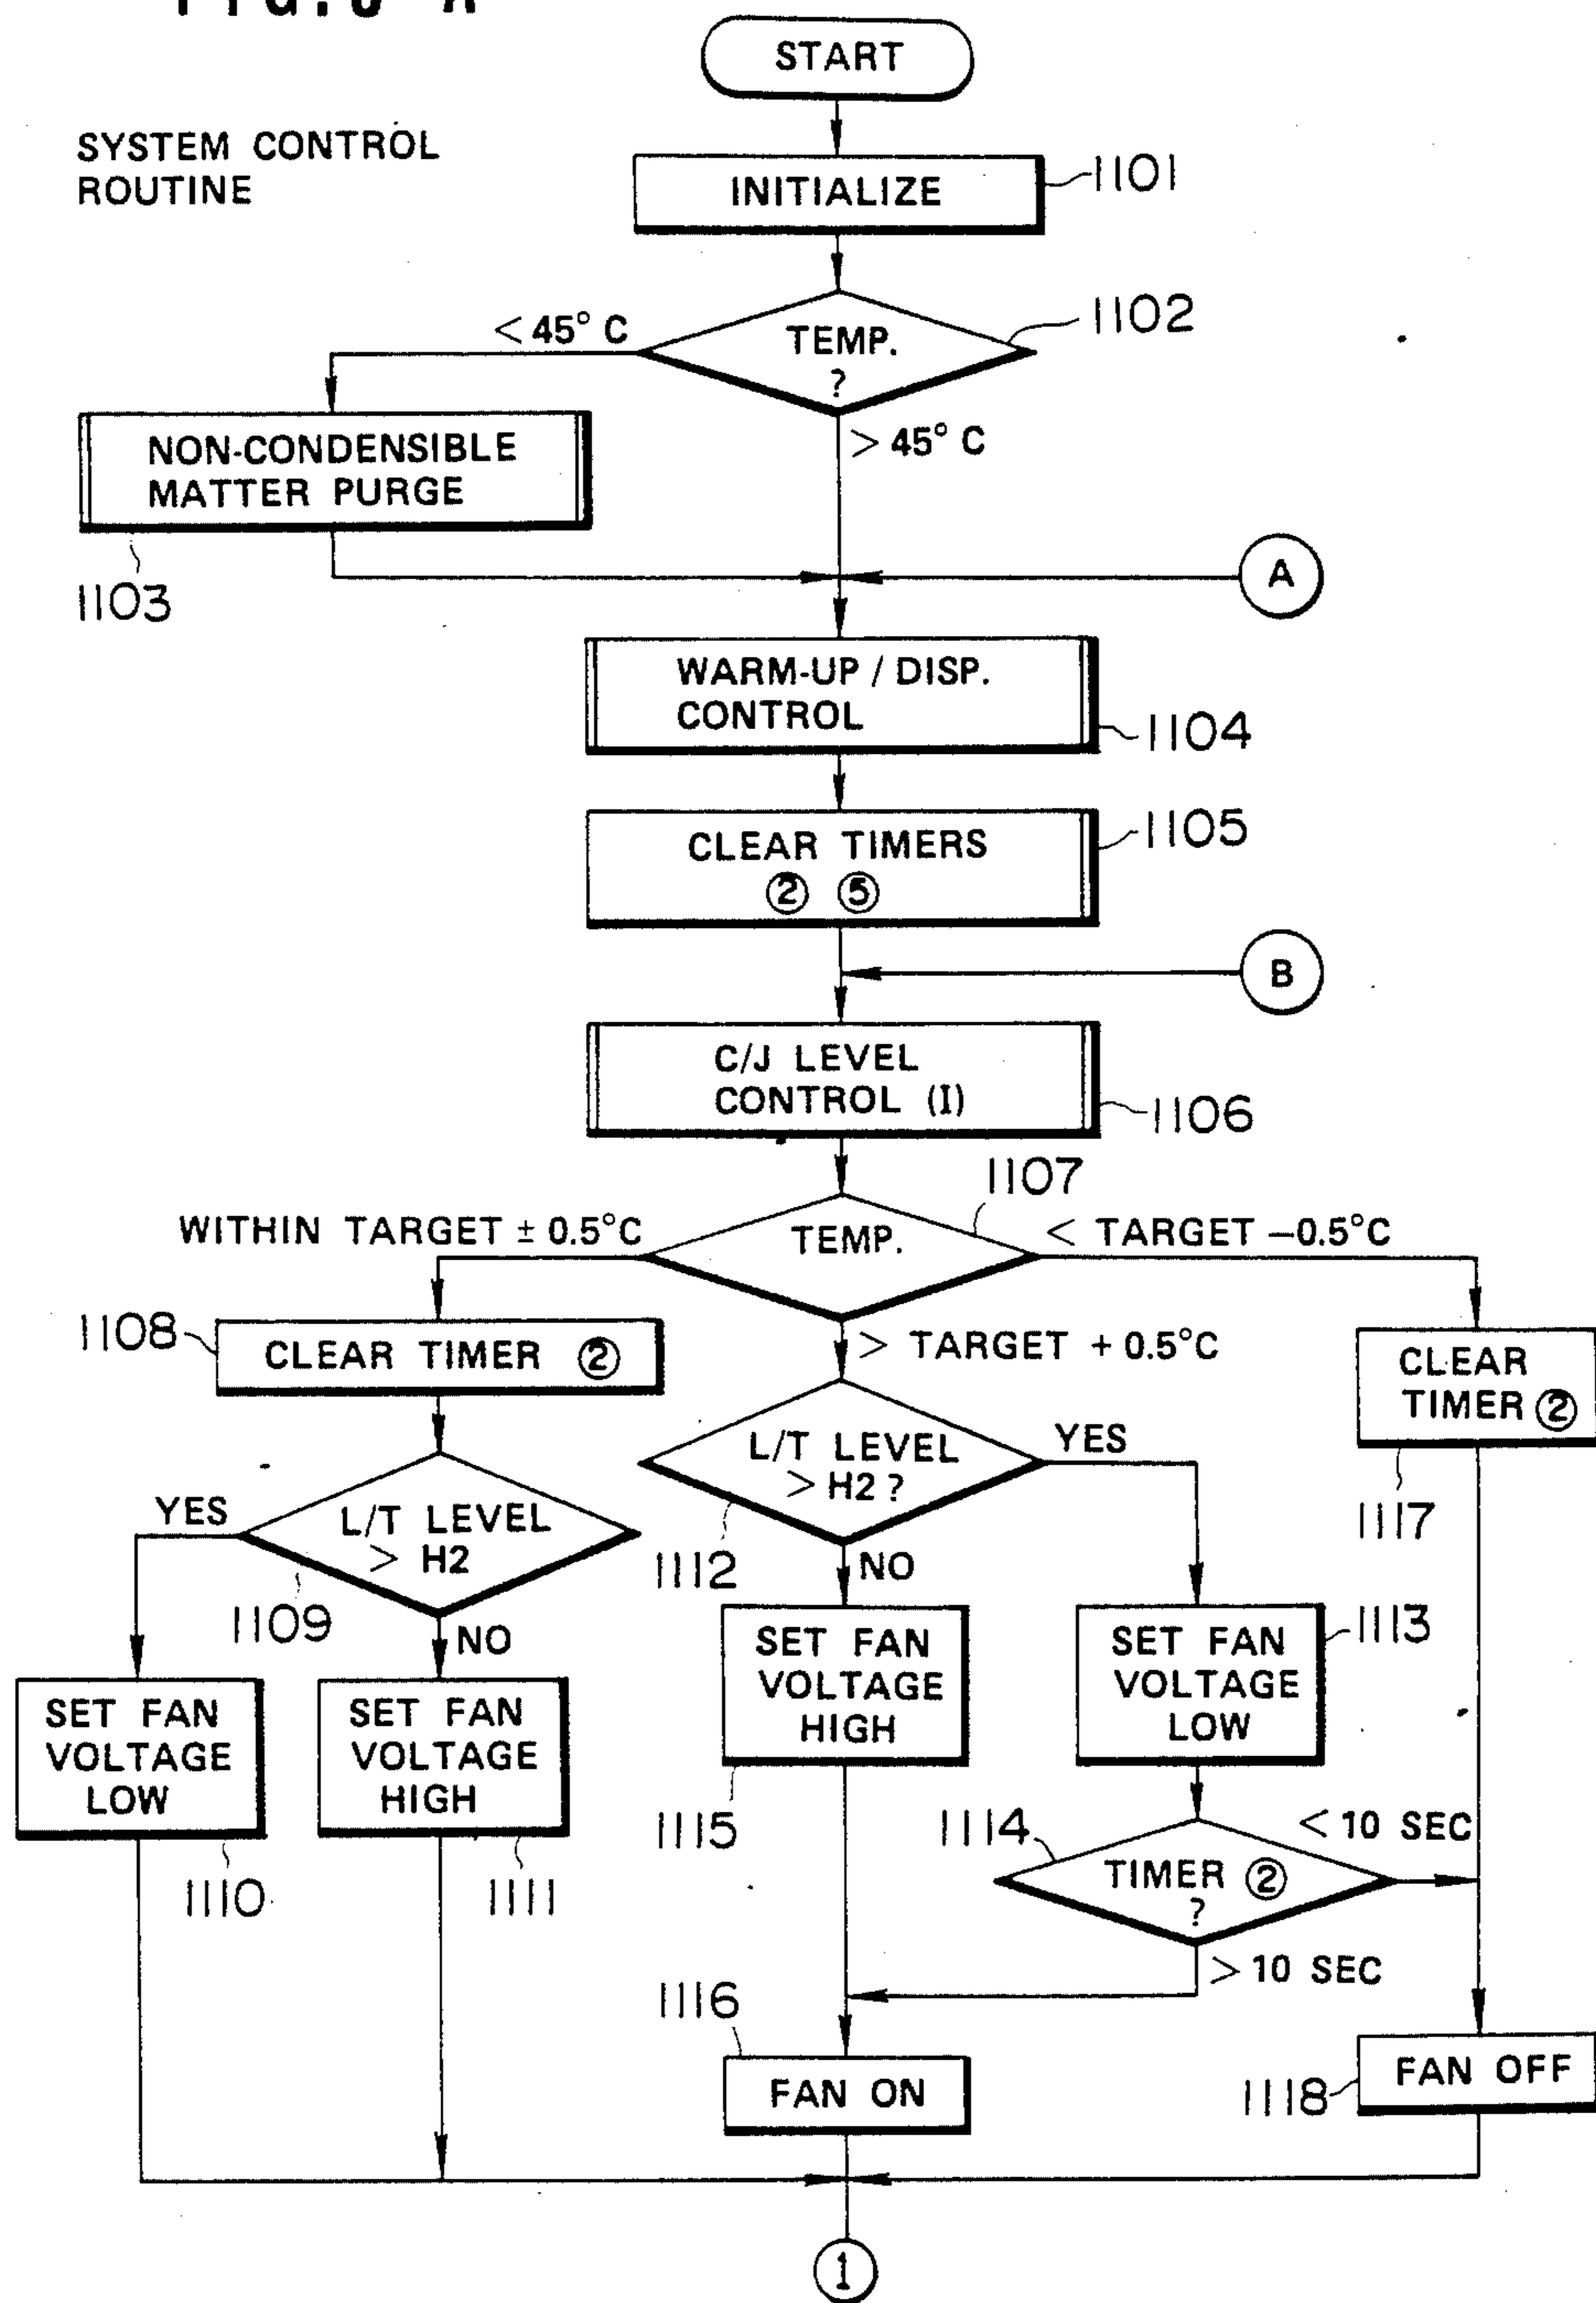 START
SYSTEM CONTROL
ROUTINE
INITIALIZE
1101
< 45° C
TEMP.
?
1102
> 45° C
NON-CONDENSIBLE
MATTER PURGE
1103
A
WARM-UP / DISP.
CONTROL
1104
CLEAR TIMERS
② ⑤
1105
B
C/J LEVEL
CONTROL (I)
1106
1107
WITHIN TARGET ± 0.5°C
TEMP.
< TARGET –0.5°C
1108
CLEAR TIMER ②
> TARGET + 0.5°C
CLEAR
TIMER ②
1117
L/T LEVEL
> H2 ?
YES
1112
NO
YES
L/T LEVEL
> H2
1109
NO
SET FAN
VOLTAGE
HIGH
1115
SET FAN
VOLTAGE
LOW
1113
SET FAN
VOLTAGE
LOW
1110
SET FAN
VOLTAGE
HIGH
1111
1114
< 10 SEC
TIMER ②
?
> 10 SEC
1116
FAN ON
1118
FAN OFF
①